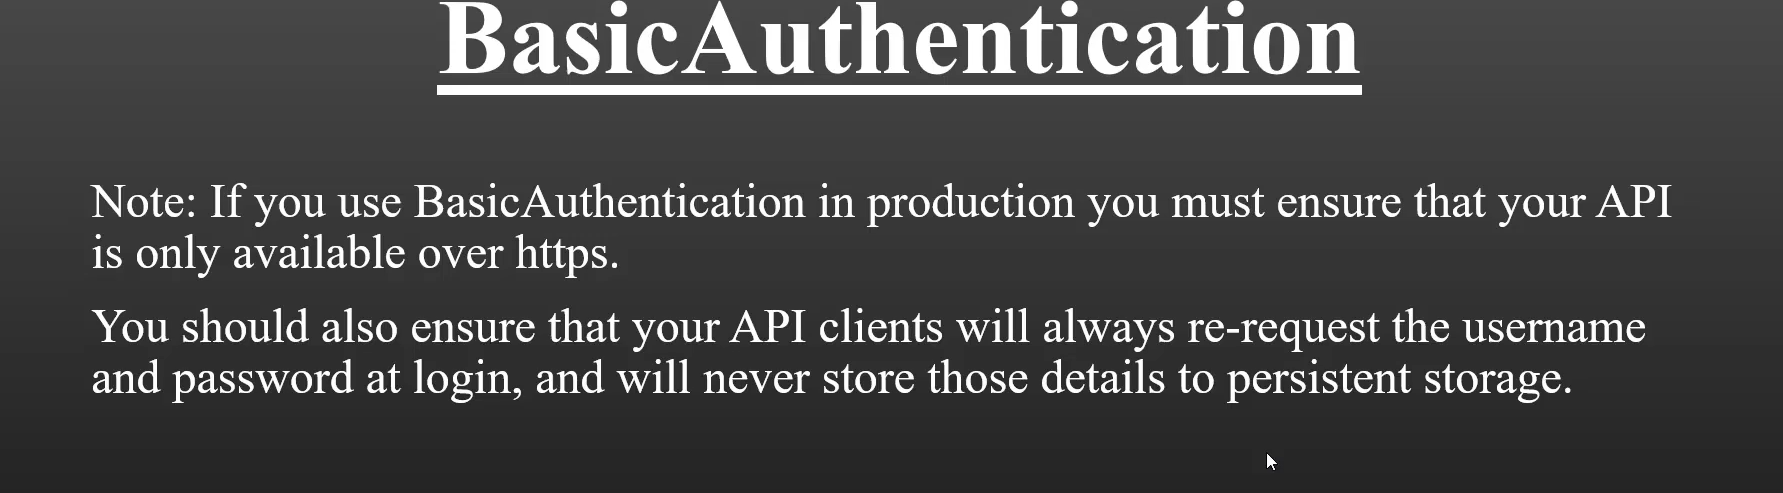 BasicAuthentication
Note: If you use BasicAuthentication in production you must ensure that your API
is only available over https.
You should also ensure that your API clients will always re-request the username
and password at login, and will never store those details to persistent storage.